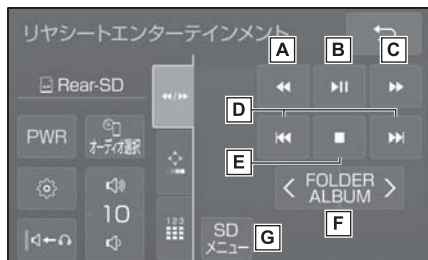 リヤシートエンターテインメント
A
B
C
Rear-SD
D
PWR
オーディオ選択
E
FOLDER
ALBUM
10
123
F
SD
メニュー
G